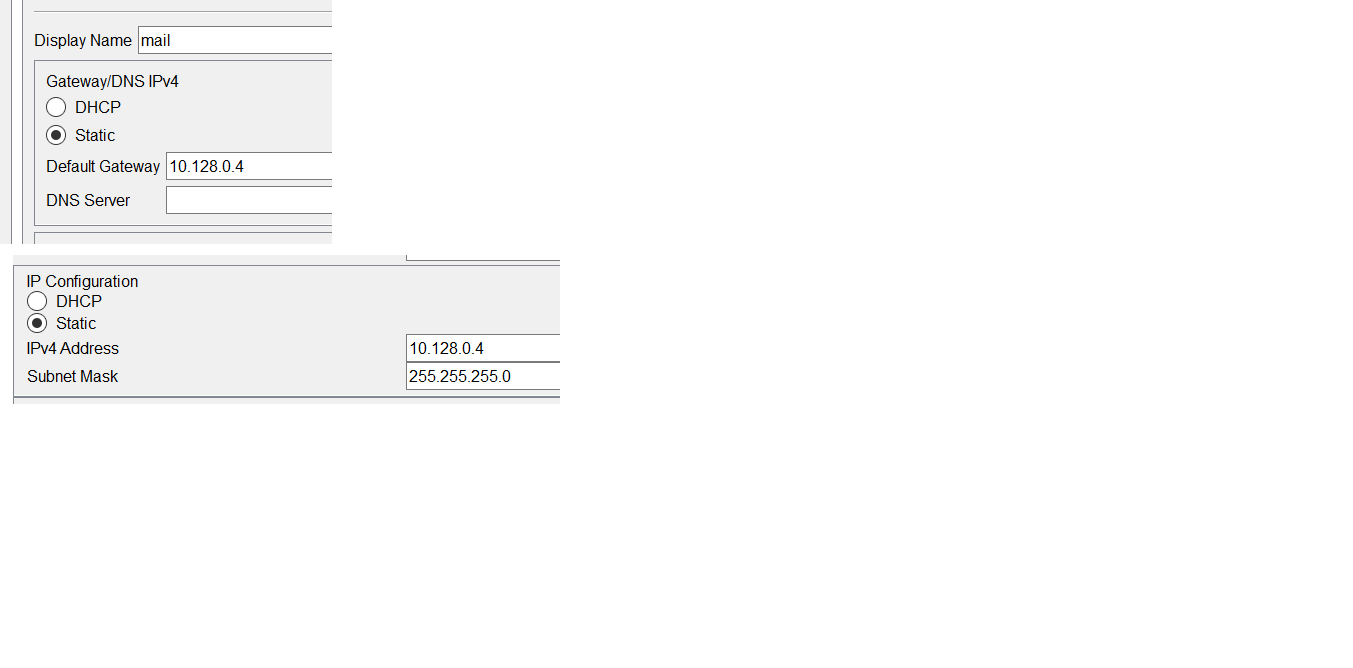 Display Name mail
Gateway/DNS IPv4
DHCP
Static
Default Gateway 10.128.0.4
DNS Server
IP Configuration
DHCP
Static
IPv4 Address 10.128.0.4
Subnet Mask 255.255.255.0